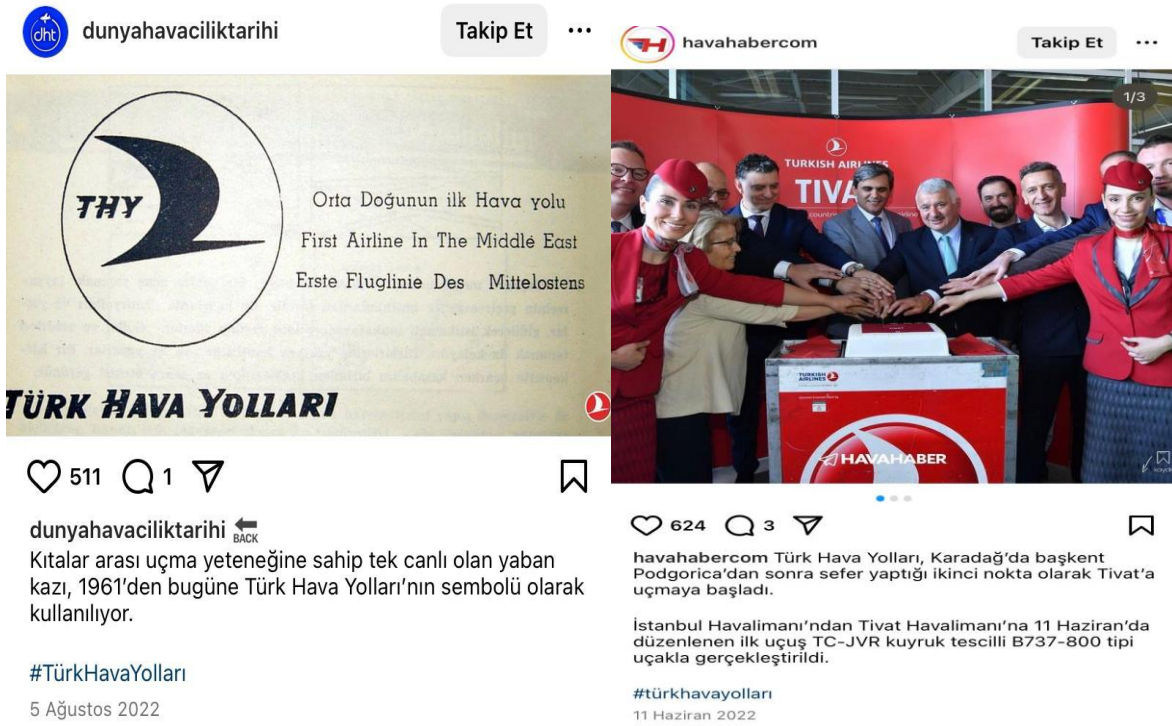 dunyahavaciliktarihi
Takip Et
dht
THY
Orta Doğunun ilk Hava yolu
First Airline In The Middle East
Erste Fluglinie Des Mittelostens
TÜRK HAVA YOLLARI
511
1
dunyahavaciliktarihi BACK
Kıtalar arası uçma yeteneğine sahip tek canlı olan yaban
kazı, 1961'den bugüne Türk Hava Yolları'nın sembolü olarak
kullanılıyor.
#TürkHavaYolları
5 Ağustos 2022
H
havahabercom
Takip Et
1/3
TURKISH AIRLINES
TIVA
countri
TURKISH
AIRLINES
HAVAHABER
624
3
havahabercom Türk Hava Yolları, Karadağ'da başkent
Podgorica'dan sonra sefer yaptığı ikinci nokta olarak Tivat'a
uçmaya başladı.
İstanbul Havalimanı'ndan Tivat Havalimanı'na 11 Haziran'da
düzenlenen ilk uçuş TC-JVR kuyruk tescilli B737-800 tipi
uçakla gerçekleştirildi.
#türkhavayolları
11 Haziran 2022